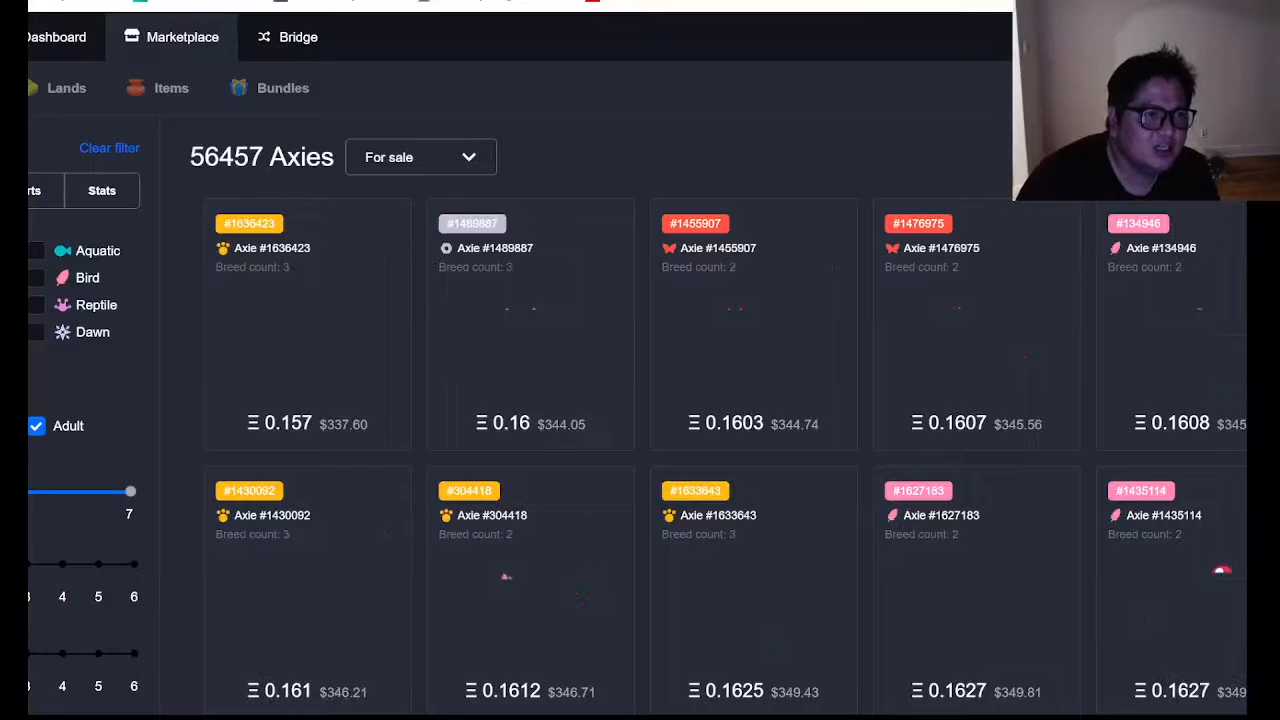 Dashboard Marketplace Bridge
Lands Items Bundles
Clear filter
56457 Axies For sale
rts Stats
#1636423 #1489887 #1455907 #1476975 #134946
Axie #1636423 Axie #1489887 Axie #1455907 Axie #1476975 Axie #134946
Breed count: 3 Breed count: 3 Breed count: 2 Breed count: 2 Breed count: 2
Aquatic
Bird
Reptile
Dawn
Adult
Ξ 0.157 $337.60 Ξ 0.16 $344.05 Ξ 0.1603 $344.74 Ξ 0.1607 $345.56 Ξ 0.1608 $345
7
#1430092 #304418 #1633643 #1627183 #1435114
Axie #1430092 Axie #304418 Axie #1633643 Axie #1627183 Axie #1435114
Breed count: 3 Breed count: 2 Breed count: 3 Breed count: 2 Breed count: 2
3 4 5 6
3 4 5 6
Ξ 0.161 $346.21 Ξ 0.1612 $346.71 Ξ 0.1625 $349.43 Ξ 0.1627 $349.81 Ξ 0.1627 $349